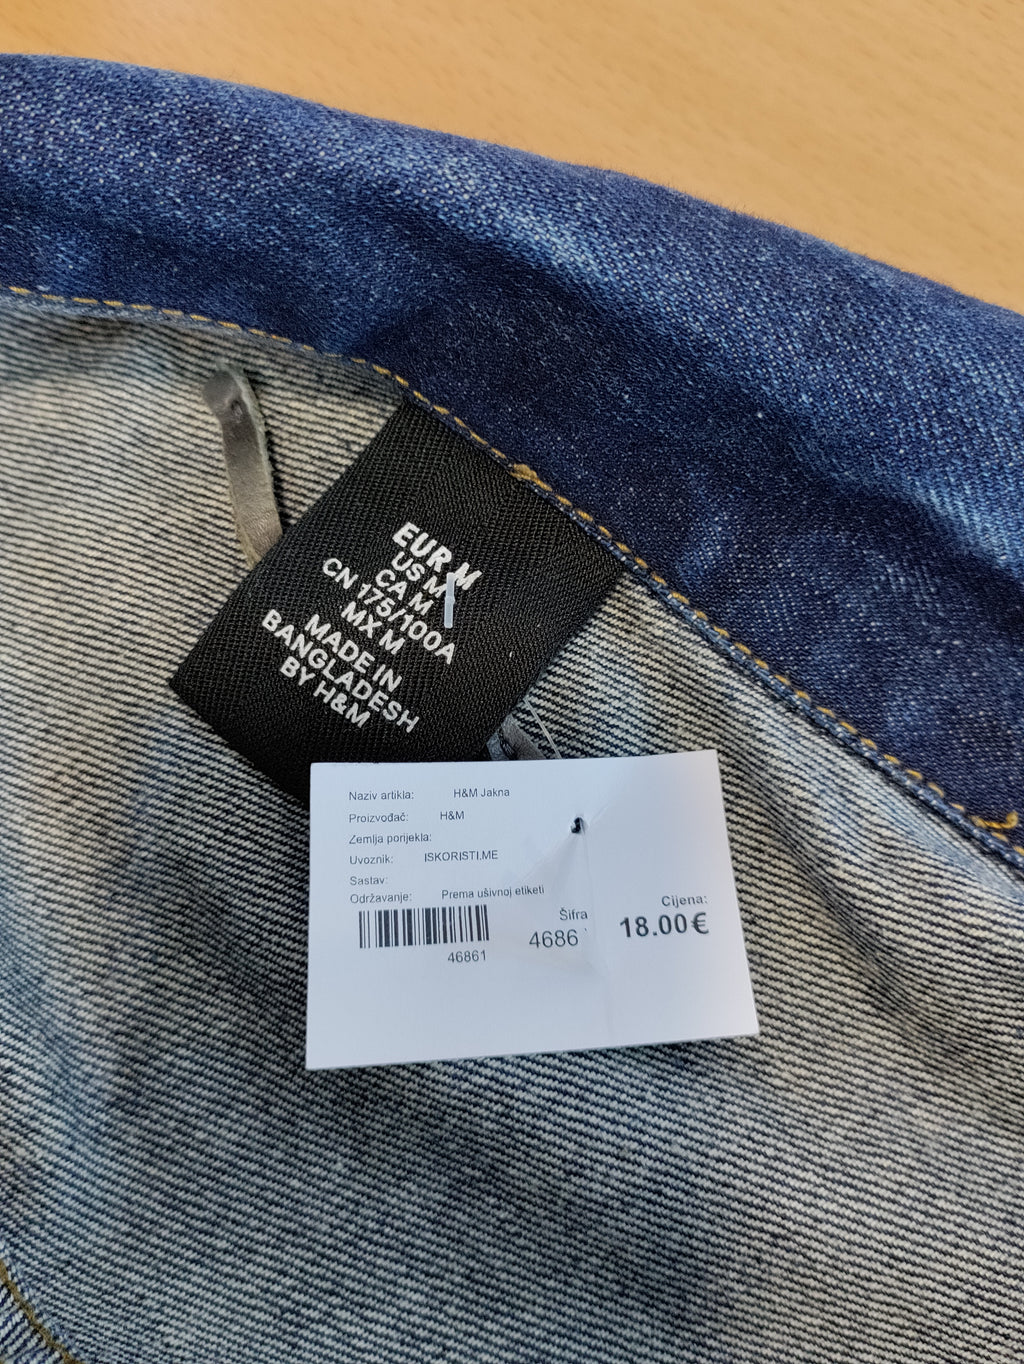 EUR M
US M
CA M
CN 175/100A
MX M
MADE IN
BANGLADESH
BY H&M
Naziv artikla: H&M Jakna
Proizvođač: H&M
Zemlja porijekla:
Uvoznik: ISKORISTI.ME
Sastav:
Održavanje: Prema ušivnoj etiketi
46861
Šifra
4686
Cijena:
18.00€